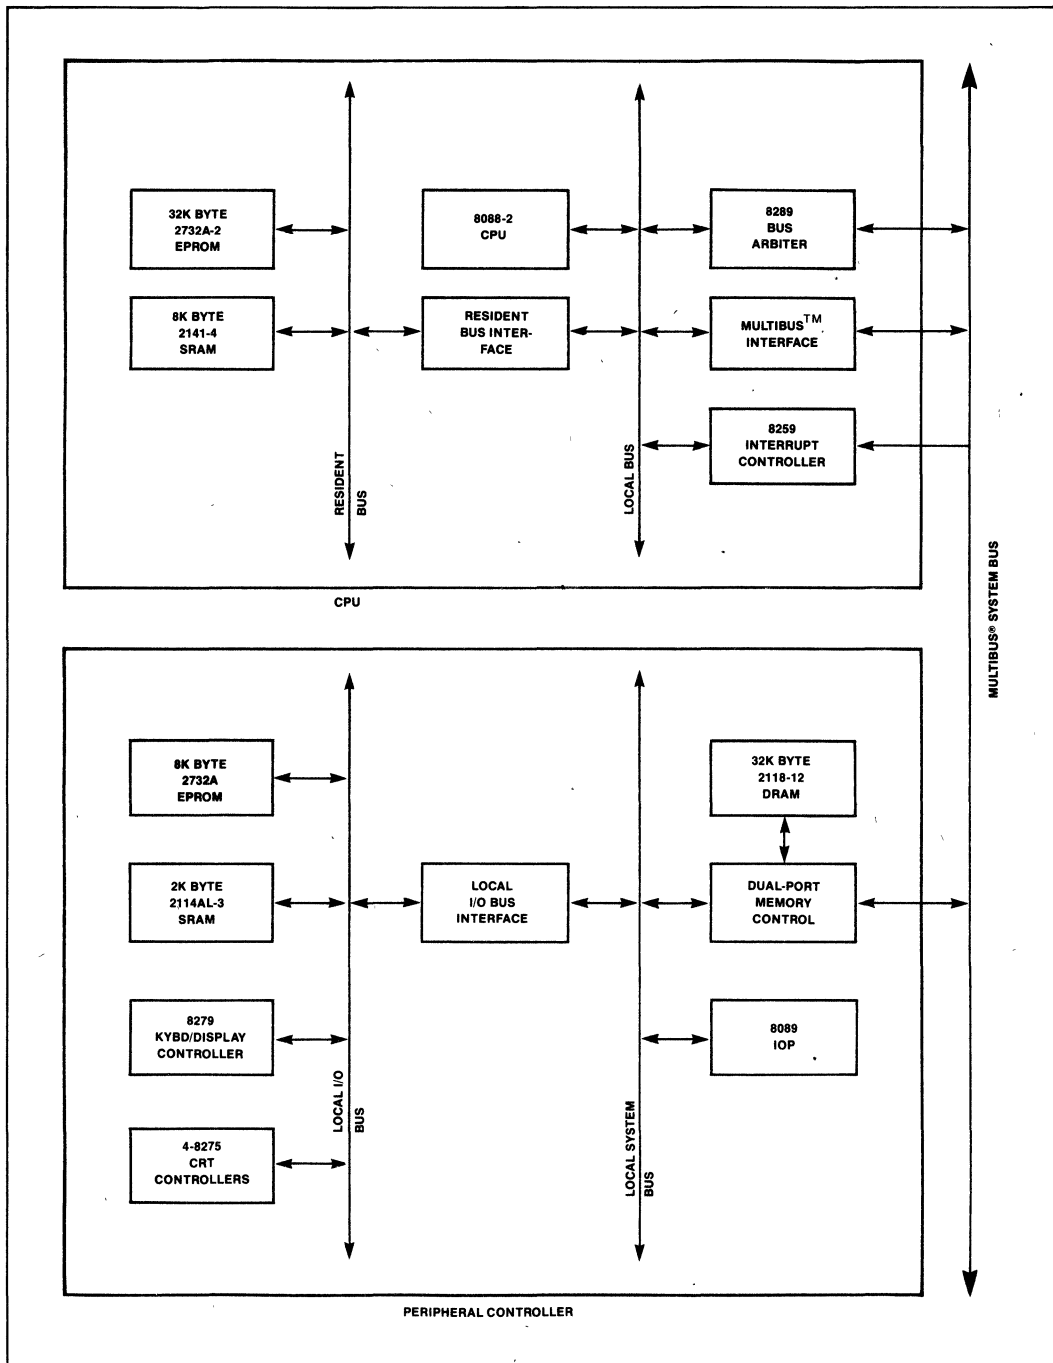 32K BYTE
2732A-2
EPROM
8088-2
CPU
8289
BUS
ARBITER
8K BYTE
2141-4
SRAM
RESIDENT
BUS INTER-
FACE
MULTIBUS™
INTERFACE
8259
INTERRUPT
CONTROLLER
RESIDENT
BUS
LOCAL BUS
CPU
MULTIBUS® SYSTEM BUS
8K BYTE
2732A
EPROM
32K BYTE
2118-12
DRAM
2K BYTE
2114AL-3
SRAM
LOCAL
I/O BUS
INTERFACE
DUAL-PORT
MEMORY
CONTROL
8279
KYBD/DISPLAY
CONTROLLER
8089
IOP
4-8275
CRT
CONTROLLERS
LOCAL I/O
BUS
LOCAL SYSTEM
BUS
PERIPHERAL CONTROLLER